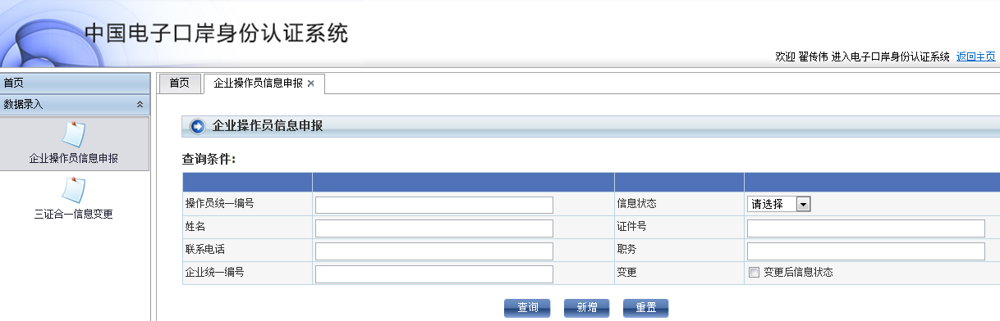 中国电子口岸身份认证系统
欢迎 翟传伟 进入电子口岸身份认证系统 返回主页
首页
数据录入
企业操作员信息申报
三证合一信息变更
首页 企业操作员信息申报
企业操作员信息申报
查询条件:
操作员统一编号 信息状态 请选择
姓名 证件号
联系电话 职务
企业统一编号 变更 变更后信息状态
查询 新增 重置